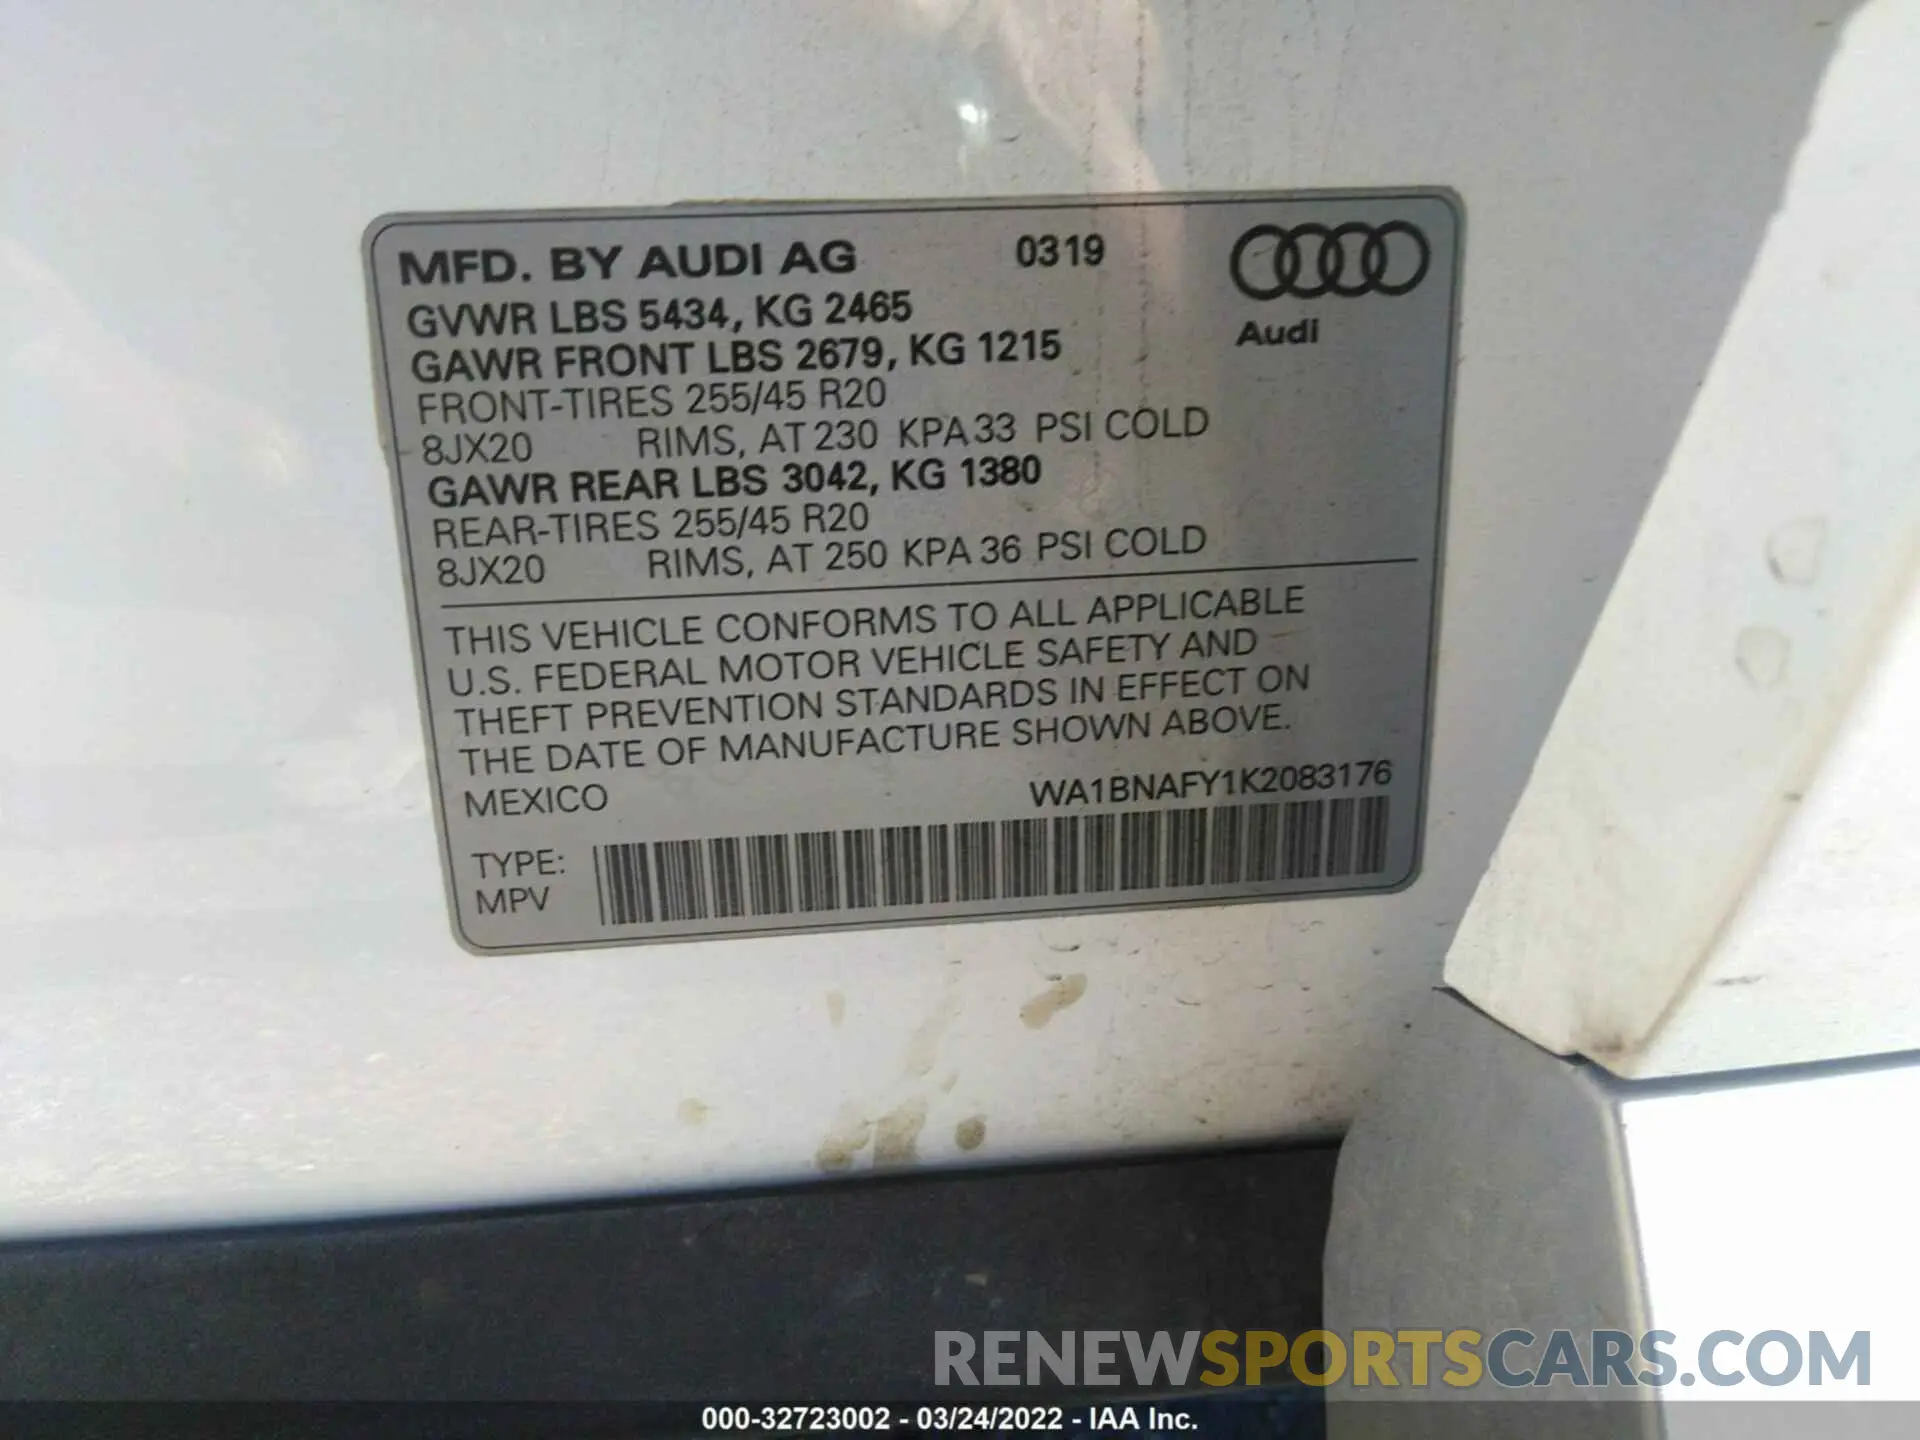 MFD. BY AUDI AG 0319
GVWR LBS 5434, KG 2465
GAWR FRONT LBS 2679, KG 1215
Audi
FRONT-TIRES 255/45 R20
8JX20 RIMS, AT 230 KPA 33 PSI COLD
GAWR REAR LBS 3042, KG 1380
REAR-TIRES 255/45 R20
8JX20 RIMS, AT 250 KPA 36 PSI COLD
THIS VEHICLE CONFORMS TO ALL APPLICABLE
U.S. FEDERAL MOTOR VEHICLE SAFETY AND
THEFT PREVENTION STANDARDS IN EFFECT ON
THE DATE OF MANUFACTURE SHOWN ABOVE.
MEXICO WA1BNAFY1K2083176
TYPE:
MPV
RENEWSPORTSCARS.COM
000-32723002 - 03/24/2022 - IAA Inc.